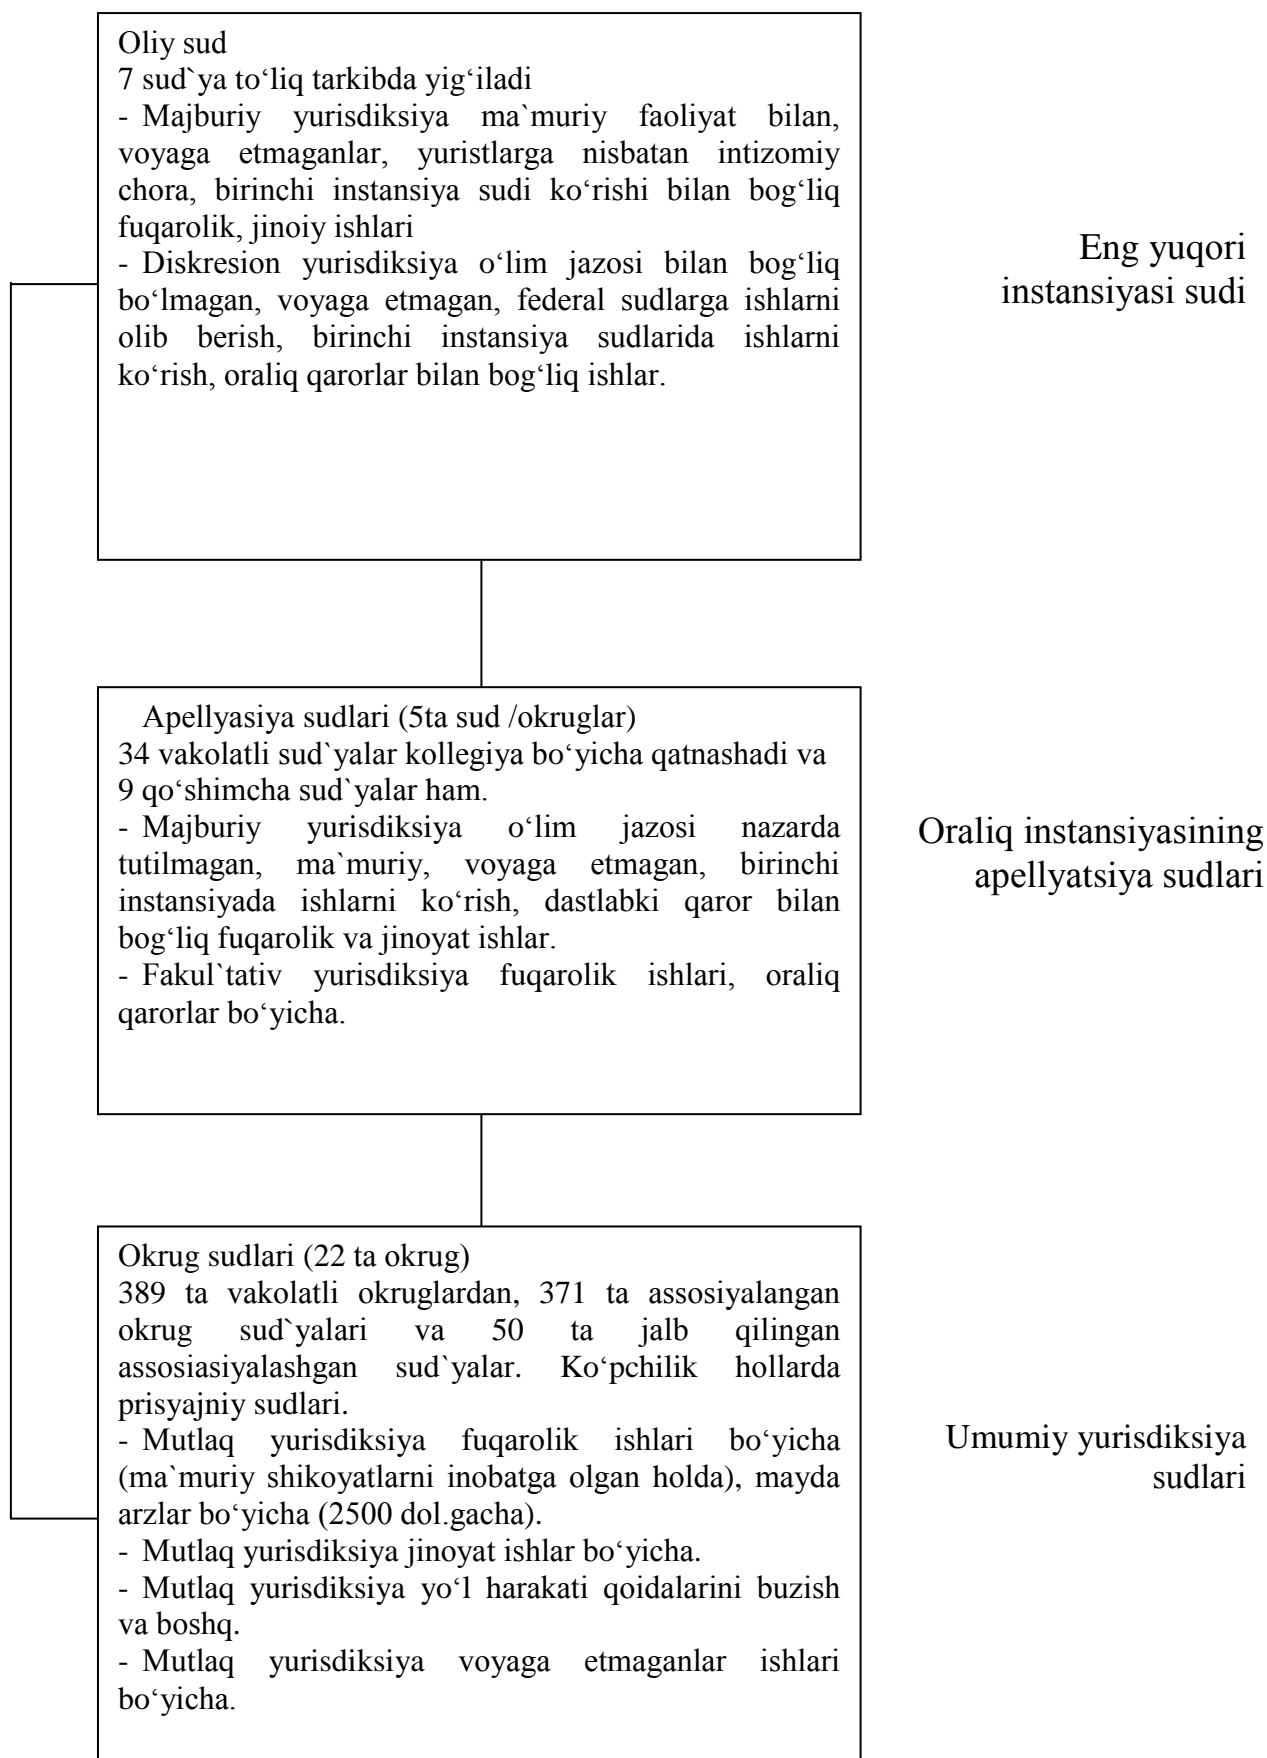 Oliy sud
7 sud`ya to‘liq tarkibda yig‘iladi
- Majburiy yurisdiksiya ma`muriy faoliyat bilan,
voyaga etmaganlar, yuristlarga nisbatan intizomiy
chora, birinchi instansiya sudi ko‘rishi bilan bog‘liq
fuqarolik, jinoiy ishlari
- Diskresion yurisdiksiya o‘lim jazosi bilan bog‘liq
bo‘lmagan, voyaga etmagan, federal sudlarga ishlarni
olib berish, birinchi instansiya sudlarida ishlarni
ko‘rish, oraliq qarorlar bilan bog‘liq ishlar.
Eng yuqori
instansiyasi sudi
Apellyasiya sudlari (5ta sud /okruglar)
34 vakolatli sud`yalar kollegiya bo‘yicha qatnashadi va
9 qo‘shimcha sud`yalar ham.
- Majburiy yurisdiksiya o‘lim jazosi nazarda
tutilmagan, ma`muriy, voyaga etmagan, birinchi
instansiyada ishlarni ko‘rish, dastlabki qaror bilan
bog‘liq fuqarolik va jinoyat ishlar.
- Fakul`tativ yurisdiksiya fuqarolik ishlari, oraliq
qarorlar bo‘yicha.
Oraliq instansiyasining
apellyatsiya sudlari
Okrug sudlari (22 ta okrug)
389 ta vakolatli okruglardan, 371 ta assosiyalangan
okrug sud`yalari va 50 ta jalb qilingan
assosiasiyalashgan sud`yalar. Ko‘pchilik hollarda
prisyajniy sudlari.
- Mutlaq yurisdiksiya fuqarolik ishlari bo‘yicha
(ma`muriy shikoyatlarni inobatga olgan holda), mayda
arzlar bo‘yicha (2500 dol.gacha).
- Mutlaq yurisdiksiya jinoyat ishlar bo‘yicha.
- Mutlaq yurisdiksiya yo‘l harakati qoidalarini buzish
va boshq.
- Mutlaq yurisdiksiya voyaga etmaganlar ishlari
bo‘yicha.
Umumiy yurisdiksiya
sudlari